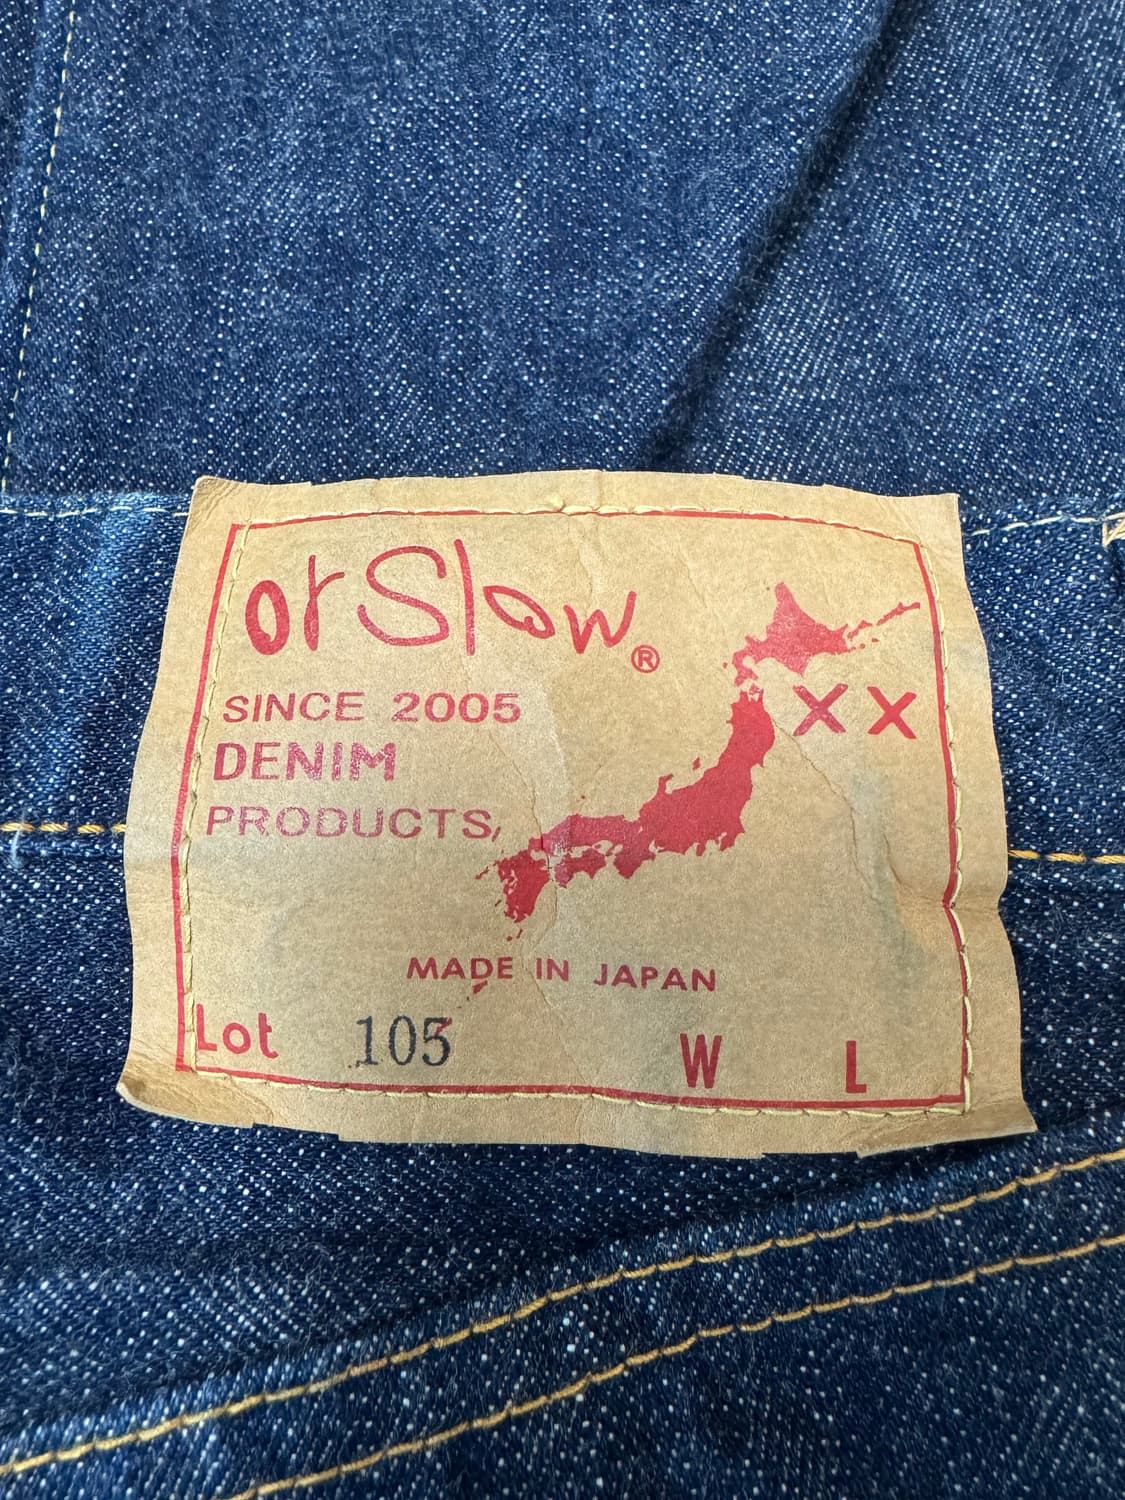 orSlow®
SINCE 2005
DENIM
PRODUCTS,
XX
MADE IN JAPAN
Lot 105 W L